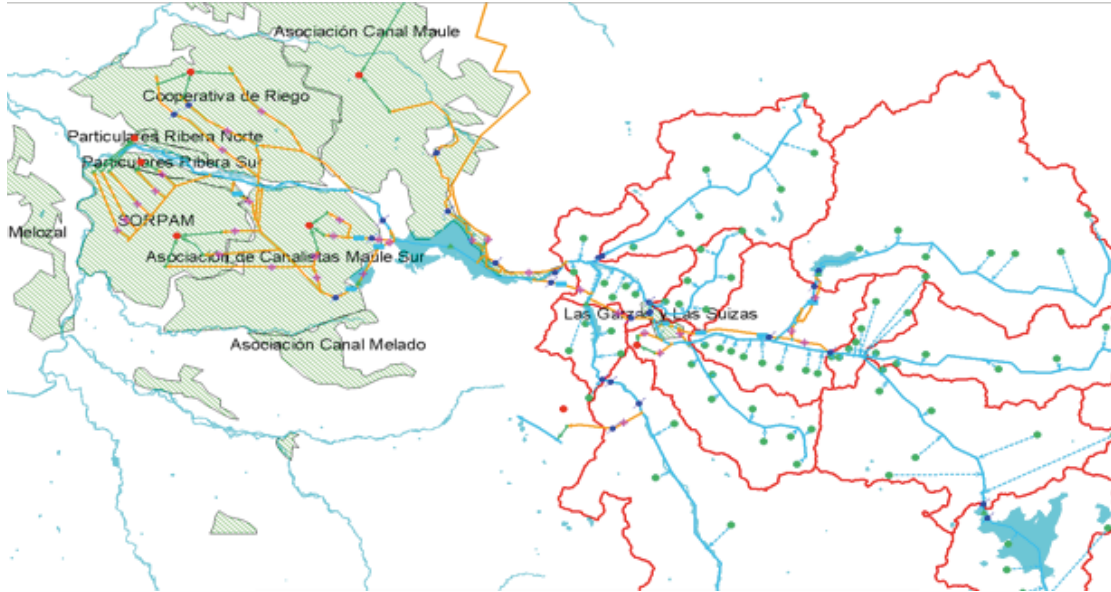 Asociación Canal Maule
Cooperativa de Riego
Particulares Ribera Norte
Particulares Ribera Sur
SORPAM
Melozal
Asociación de Canalistas Maule Sur
Las Garzas y Las Suizas
Asociación Canal Melado